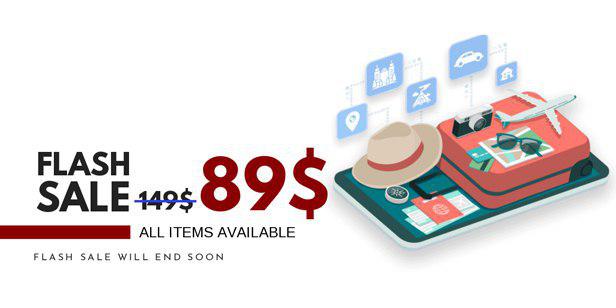 FLASH
SALE 149$ 89$
ALL ITEMS AVAILABLE
FLASH SALE WILL END SOON